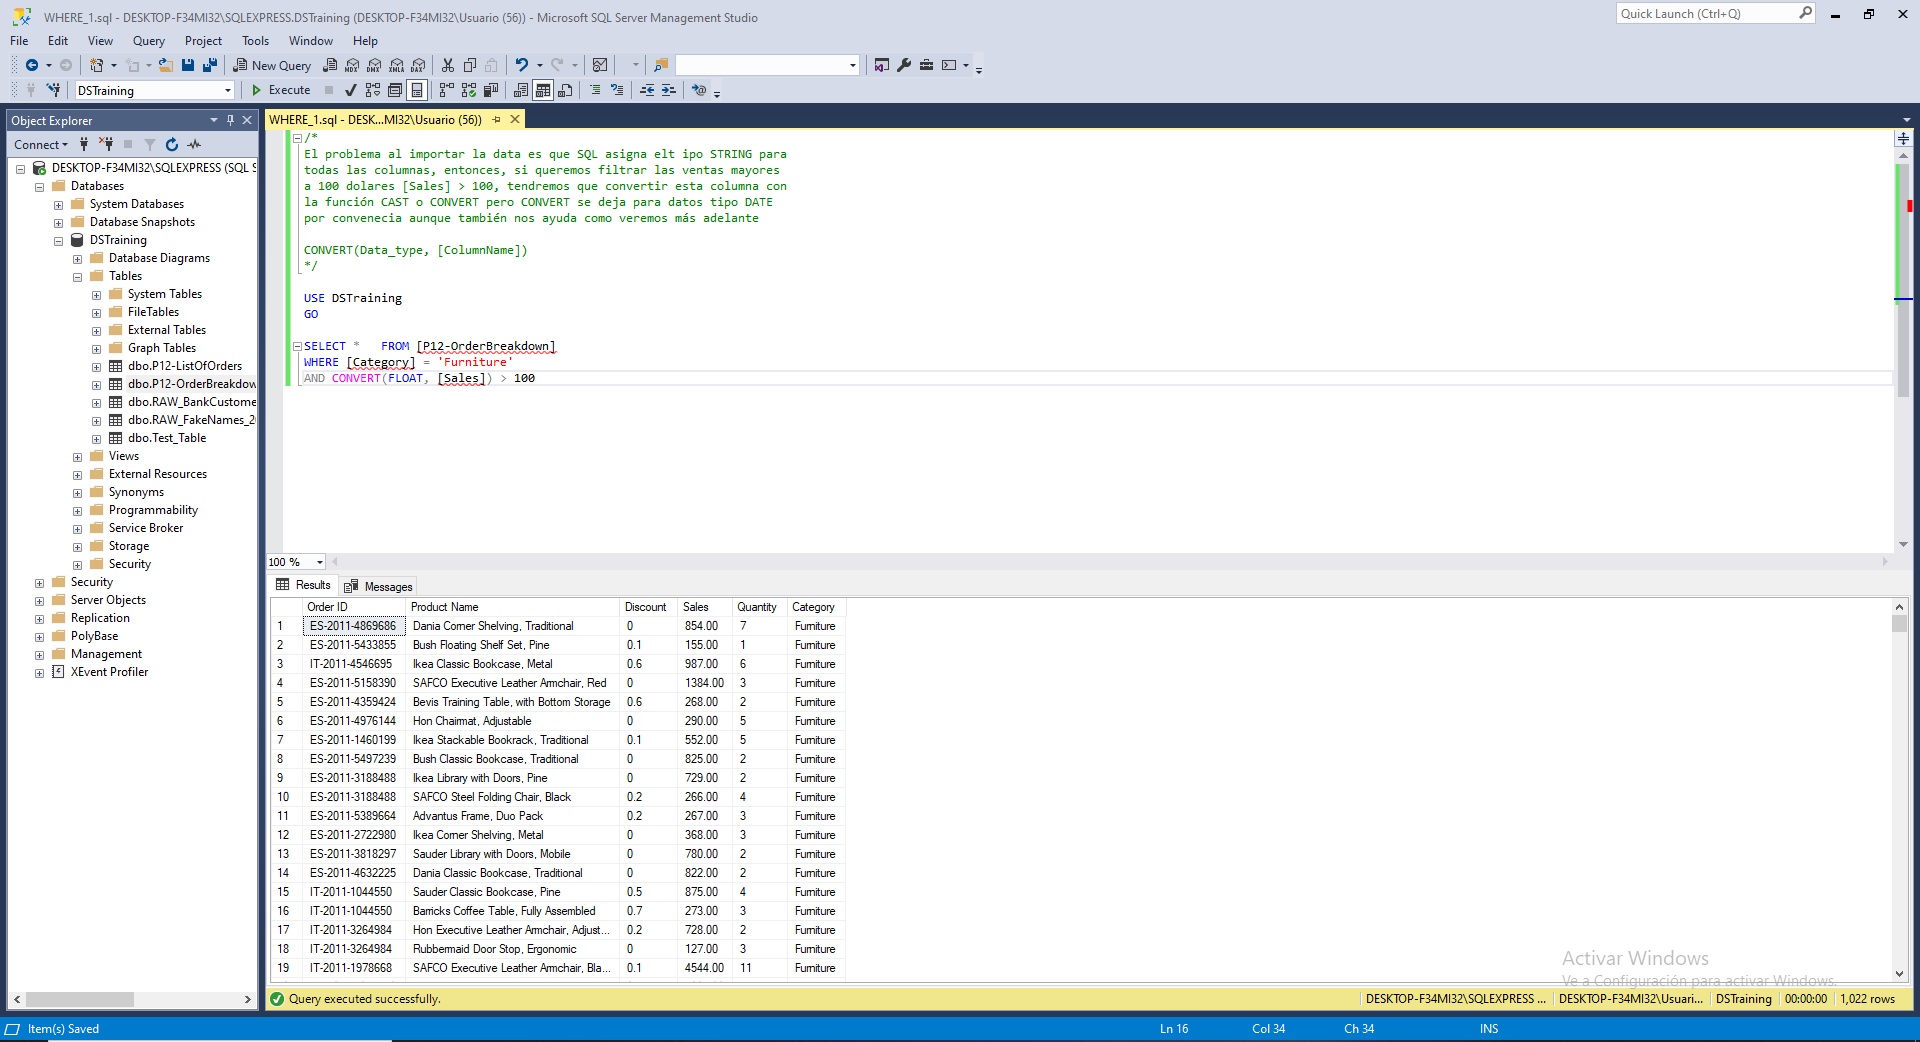 WHERE_1.sql - DESKTOP-F34MI32\SQLEXPRESS.DSTraining (DESKTOP-F34MI32\Usuario (56)) - Microsoft SQL Server Management Studio
Quick Launch (Ctrl+Q)
File Edit View Query Project Tools Window Help
New Query MDX DMX XMLA DAX
DSTraining Execute
Object Explorer
WHERE_1.sql - DESK...MI32\Usuario (56))
Connect
DESKTOP-F34MI32\SQLEXPRESS (SQL S
Databases
System Databases
Database Snapshots
DSTraining
Database Diagrams
Tables
System Tables
FileTables
External Tables
Graph Tables
dbo.P12-ListOfOrders
dbo.P12-OrderBreakdow
dbo.RAW_BankCustome
dbo.RAW_FakeNames_2
dbo.Test_Table
Views
External Resources
Synonyms
Programmability
Service Broker
Storage
Security
Security
Server Objects
Replication
PolyBase
Management
XEvent Profiler
/*
El problema al importar la data es que SQL asigna elt ipo STRING para
todas las columnas, entonces, si queremos filtrar las ventas mayores
a 100 dolares [Sales] > 100, tendremos que convertir esta columna con
la función CAST o CONVERT pero CONVERT se deja para datos tipo DATE
por convenecia aunque también nos ayuda como veremos más adelante
CONVERT(Data_type, [ColumnName])
*/
USE DSTraining
GO
SELECT * FROM [P12-OrderBreakdown]
WHERE [Category] = 'Furniture'
AND CONVERT(FLOAT, [Sales]) > 100
100 %
Results Messages
Order ID Product Name Discount Sales Quantity Category
1 ES-2011-4869686 Dania Corner Shelving, Traditional 0 854.00 7 Furniture
2 ES-2011-5433855 Bush Floating Shelf Set, Pine 0.1 155.00 1 Furniture
3 IT-2011-4546695 Ikea Classic Bookcase, Metal 0.6 987.00 6 Furniture
4 ES-2011-5158390 SAFCO Executive Leather Armchair, Red 0 1384.00 3 Furniture
5 ES-2011-4359424 Bevis Training Table, with Bottom Storage 0.6 268.00 2 Furniture
6 ES-2011-4976144 Hon Chairmat, Adjustable 0 290.00 5 Furniture
7 ES-2011-1460199 Ikea Stackable Bookrack, Traditional 0.1 552.00 5 Furniture
8 ES-2011-5497239 Bush Classic Bookcase, Traditional 0 825.00 2 Furniture
9 ES-2011-3188488 Ikea Library with Doors, Pine 0 729.00 2 Furniture
10 ES-2011-3188488 SAFCO Steel Folding Chair, Black 0.2 266.00 4 Furniture
11 ES-2011-5389664 Advantus Frame, Duo Pack 0.2 267.00 3 Furniture
12 ES-2011-2722980 Ikea Corner Shelving, Metal 0 368.00 3 Furniture
13 ES-2011-3818297 Sauder Library with Doors, Mobile 0 780.00 2 Furniture
14 ES-2011-4632225 Dania Classic Bookcase, Traditional 0 822.00 2 Furniture
15 IT-2011-1044550 Sauder Classic Bookcase, Pine 0.5 875.00 4 Furniture
16 IT-2011-1044550 Barricks Coffee Table, Fully Assembled 0.7 273.00 3 Furniture
17 IT-2011-3264984 Hon Executive Leather Armchair, Adjust... 0.2 728.00 2 Furniture
18 IT-2011-3264984 Rubbermaid Door Stop, Ergonomic 0 127.00 3 Furniture
19 IT-2011-1978668 SAFCO Executive Leather Armchair, Bla... 0.1 4544.00 11 Furniture
Activar Windows
Ve a Configuración para activar Windows.
Query executed successfully. DESKTOP-F34MI32\SQLEXPRESS ... DESKTOP-F34MI32\Usuari... DSTraining 00:00:00 1,022 rows
Item(s) Saved Ln 16 Col 34 Ch 34 INS